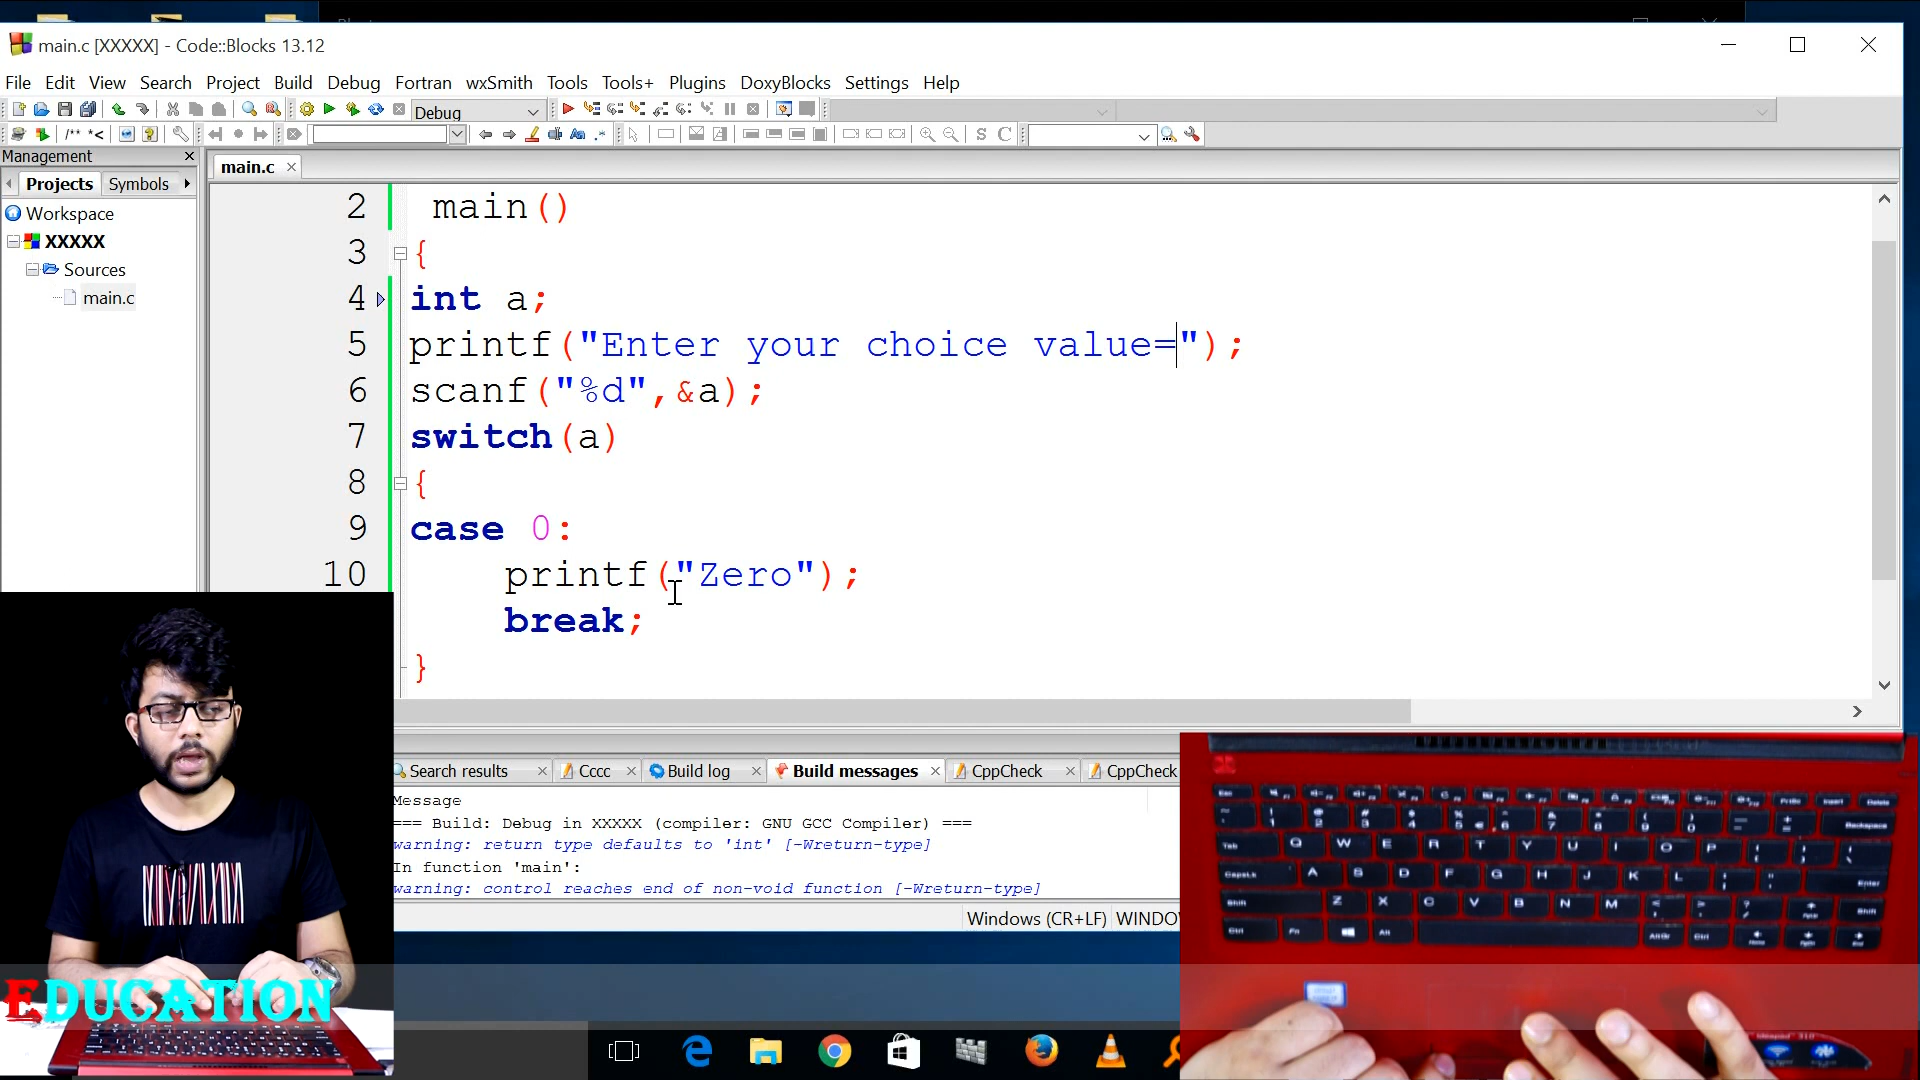 main.c [XXXXX] - Code::Blocks 13.12
File Edit View Search Project Build Debug Fortran wxSmith Tools Tools+ Plugins DoxyBlocks Settings Help
Debug
/** *<
S C
Management
Projects Symbols
Workspace
XXXXX
Sources
main.c
main.c
2 main()
3 {
4 int a;
5 printf("Enter your choice value=");
6 scanf("%d",&a);
7 switch(a)
8 {
9 case 0:
10 printf("Zero");
break;
}
Search results Cccc Build log Build messages CppCheck CppCheck
Message
=== Build: Debug in XXXXX (compiler: GNU GCC Compiler) ===
warning: return type defaults to 'int' [-Wreturn-type]
In function 'main':
warning: control reaches end of non-void function [-Wreturn-type]
Windows (CR+LF) WINDO
EDUCATION
Q W E R T Y U I O P
A S D F G H J K L
Z X C V B N M